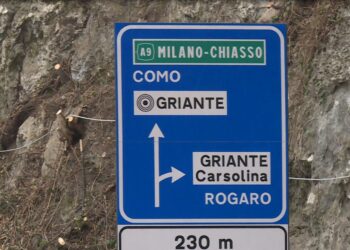 A9 MILANO-CHIASSO
COMO
GRIANTE
GRIANTE
Carsolina
ROGARO
230 m